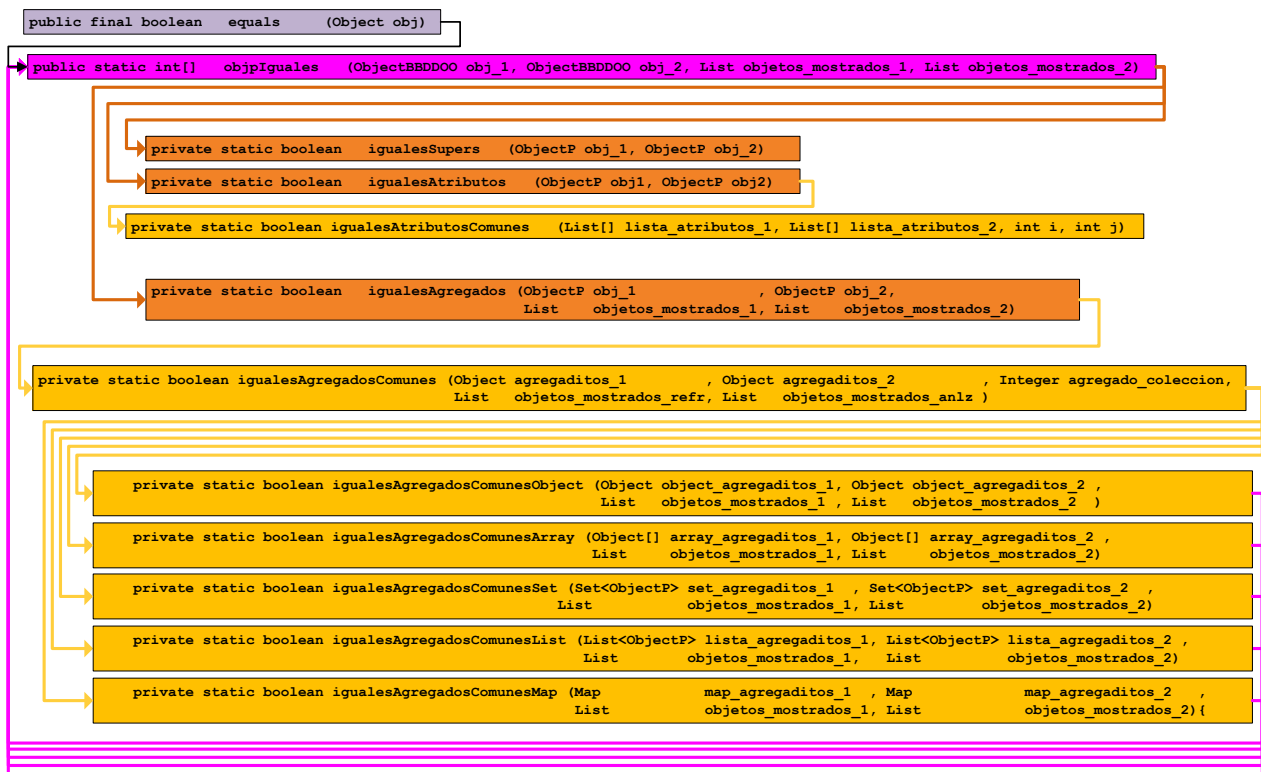 public final boolean equals (Object obj)
public static int[] objpIguales (ObjectBBDDOO obj_1, ObjectBBDDOO obj_2, List objetos_mostrados_1, List objetos_mostrados_2)
private static boolean igualesSupers (ObjectP obj_1, ObjectP obj_2)
private static boolean igualesAtributos (ObjectP obj1, ObjectP obj2)
private static boolean igualesAtributosComunes (List[] lista_atributos_1, List[] lista_atributos_2, int i, int j)
private static boolean igualesAgregados (ObjectP obj_1 , ObjectP obj_2,
List objetos_mostrados_1, List objetos_mostrados_2)
private static boolean igualesAgregadosComunes (Object agregaditos_1 , Object agregaditos_2 , Integer agregado_coleccion,
List objetos_mostrados_refr, List objetos_mostrados_anlz )
private static boolean igualesAgregadosComunesObject (Object object_agregaditos_1, Object object_agregaditos_2 ,
List objetos_mostrados_1 , List objetos_mostrados_2 )
private static boolean igualesAgregadosComunesArray (Object[] array_agregaditos_1, Object[] array_agregaditos_2 ,
List objetos_mostrados_1, List objetos_mostrados_2)
private static boolean igualesAgregadosComunesSet (Set<ObjectP> set_agregaditos_1 , Set<ObjectP> set_agregaditos_2 ,
List objetos_mostrados_1, List objetos_mostrados_2)
private static boolean igualesAgregadosComunesList (List<ObjectP> lista_agregaditos_1, List<ObjectP> lista_agregaditos_2 ,
List objetos_mostrados_1, List objetos_mostrados_2)
private static boolean igualesAgregadosComunesMap (Map map_agregaditos_1 , Map map_agregaditos_2 ,
List objetos_mostrados_1, List objetos_mostrados_2){